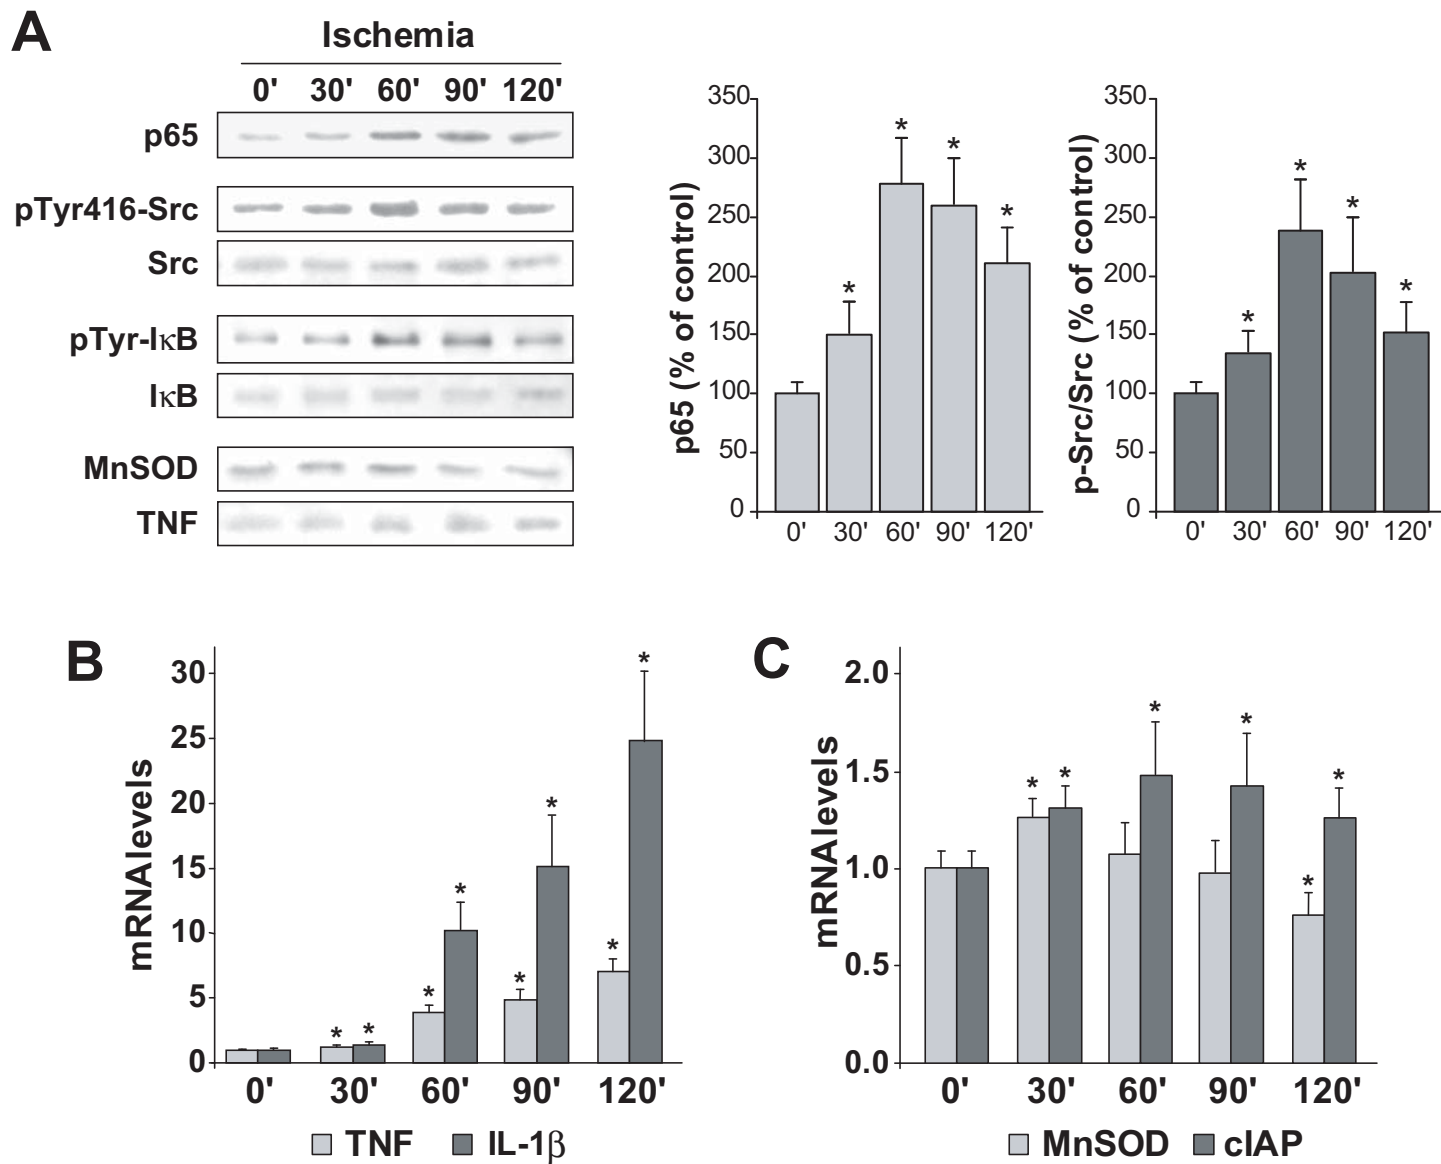 A
Ischemia
0' 30' 60' 90' 120'
p65
pTyr416-Src
Src
pTyr-IκB
IκB
MnSOD
TNF
p65 (% of control)
350
300
250
200
150
100
50
0
* * * *
0' 30' 60' 90' 120'
p-Src/Src (% of control)
350
300
250
200
150
100
50
0
* * * *
0' 30' 60' 90' 120'
B
mRNAlevels
30
25
20
15
10
5
0
* * * * * * * *
0' 30' 60' 90' 120'
TNF IL-1β
C
mRNAlevels
2.0
1.5
1.0
0.5
0.0
* * * * * *
0' 30' 60' 90' 120'
MnSOD cIAP